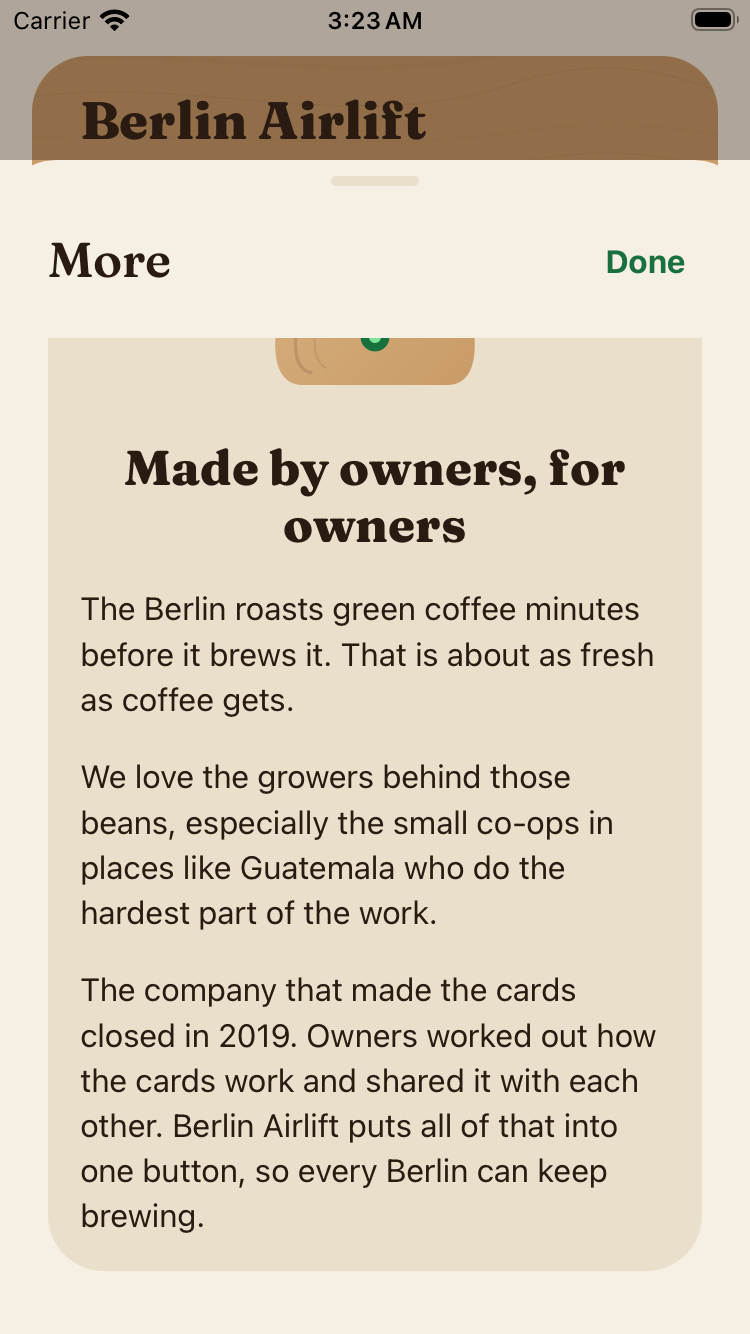 Carrier
3:23 AM
Berlin Airlift
More
Done
Made by owners, for
owners
The Berlin roasts green coffee minutes
before it brews it. That is about as fresh
as coffee gets.
We love the growers behind those
beans, especially the small co-ops in
places like Guatemala who do the
hardest part of the work.
The company that made the cards
closed in 2019. Owners worked out how
the cards work and shared it with each
other. Berlin Airlift puts all of that into
one button, so every Berlin can keep
brewing.